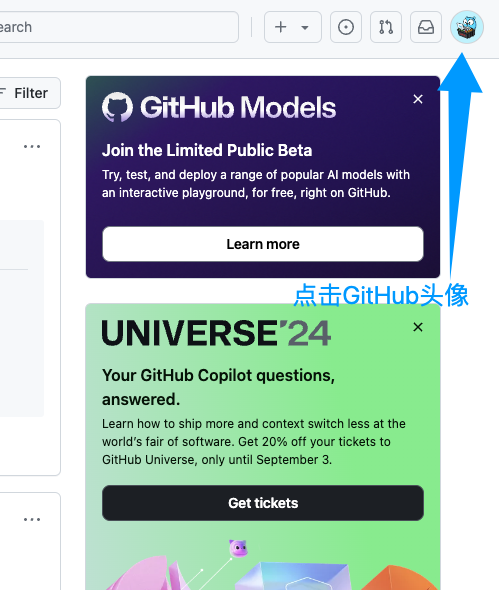 earch
Filter
GitHub Models
Join the Limited Public Beta
Try, test, and deploy a range of popular AI models with
an interactive playground, for free, right on GitHub.
Learn more
点击GitHub头像
UNIVERSE'24
Your GitHub Copilot questions,
answered.
Learn how to ship more and context switch less at the
world's fair of software. Get 20% off your tickets to
GitHub Universe, only until September 3.
Get tickets